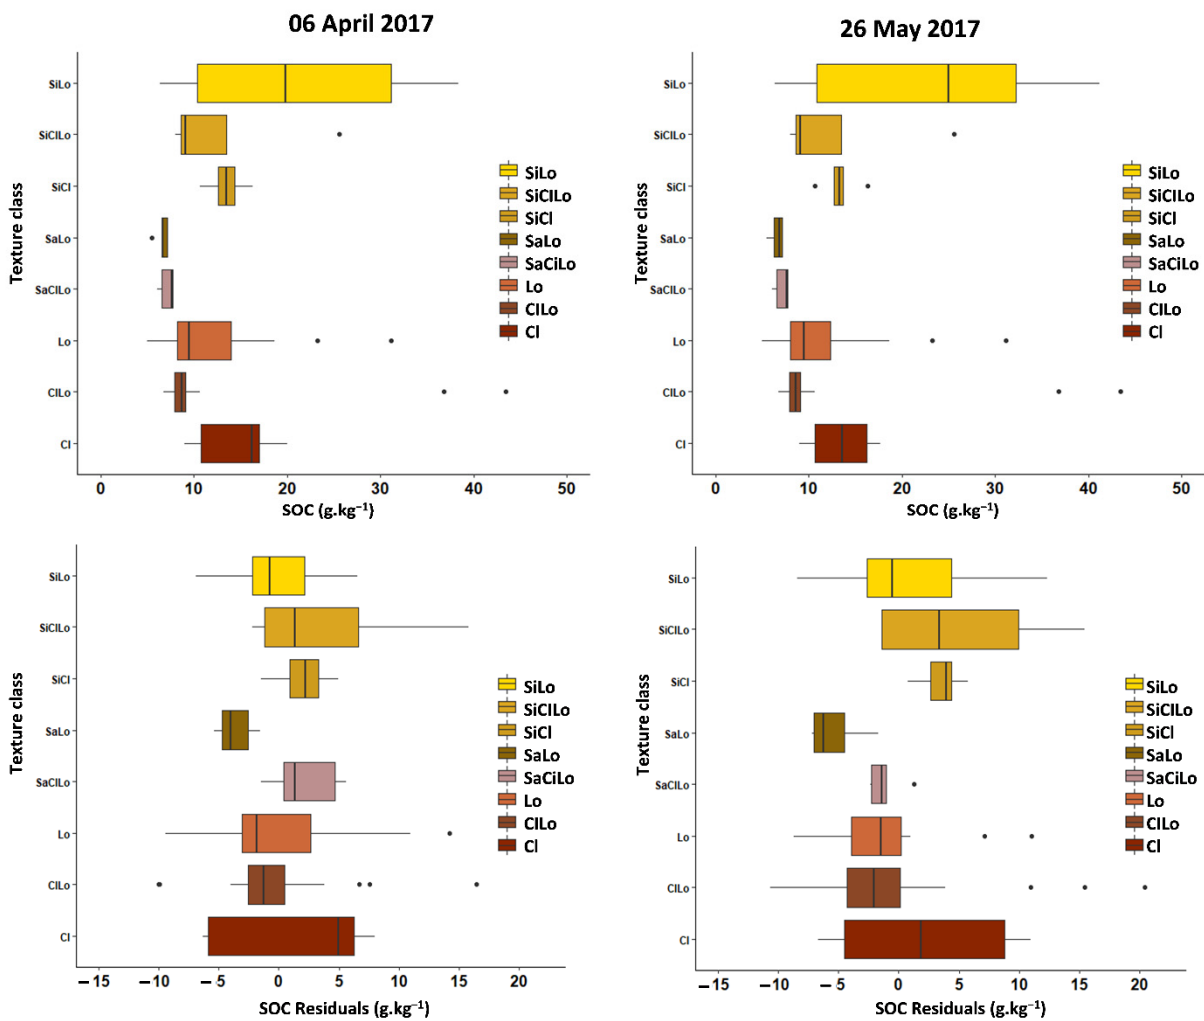 06 April 2017
26 May 2017
Texture class
SiLo
SiClLo
SiCl
SaLo
SaClLo
Lo
ClLo
Cl
SiLo
SiClLo
SiCl
SaLo
SaCiLo
Lo
ClLo
Cl
0 10 20 30 40 50
SOC (g.kg⁻¹)
Texture class
SiLo
SiClLo
SiCl
SaLo
SaClLo
Lo
ClLo
Cl
SiLo
SiClLo
SiCl
SaLo
SaCiLo
Lo
ClLo
Cl
0 10 20 30 40 50
SOC (g.kg⁻¹)
Texture class
SiLo
SiClLo
SiCl
SaLo
SaClLo
Lo
ClLo
Cl
SiLo
SiClLo
SiCl
SaLo
SaCiLo
Lo
ClLo
Cl
−15 −10 −5 0 5 10 15 20
SOC Residuals (g.kg⁻¹)
Texture class
SiLo
SiClLo
SiCl
SaLo
SaClLo
Lo
ClLo
Cl
SiLo
SiClLo
SiCl
SaLo
SaCiLo
Lo
ClLo
Cl
−15 −10 −5 0 5 10 15 20
SOC Residuals (g.kg⁻¹)